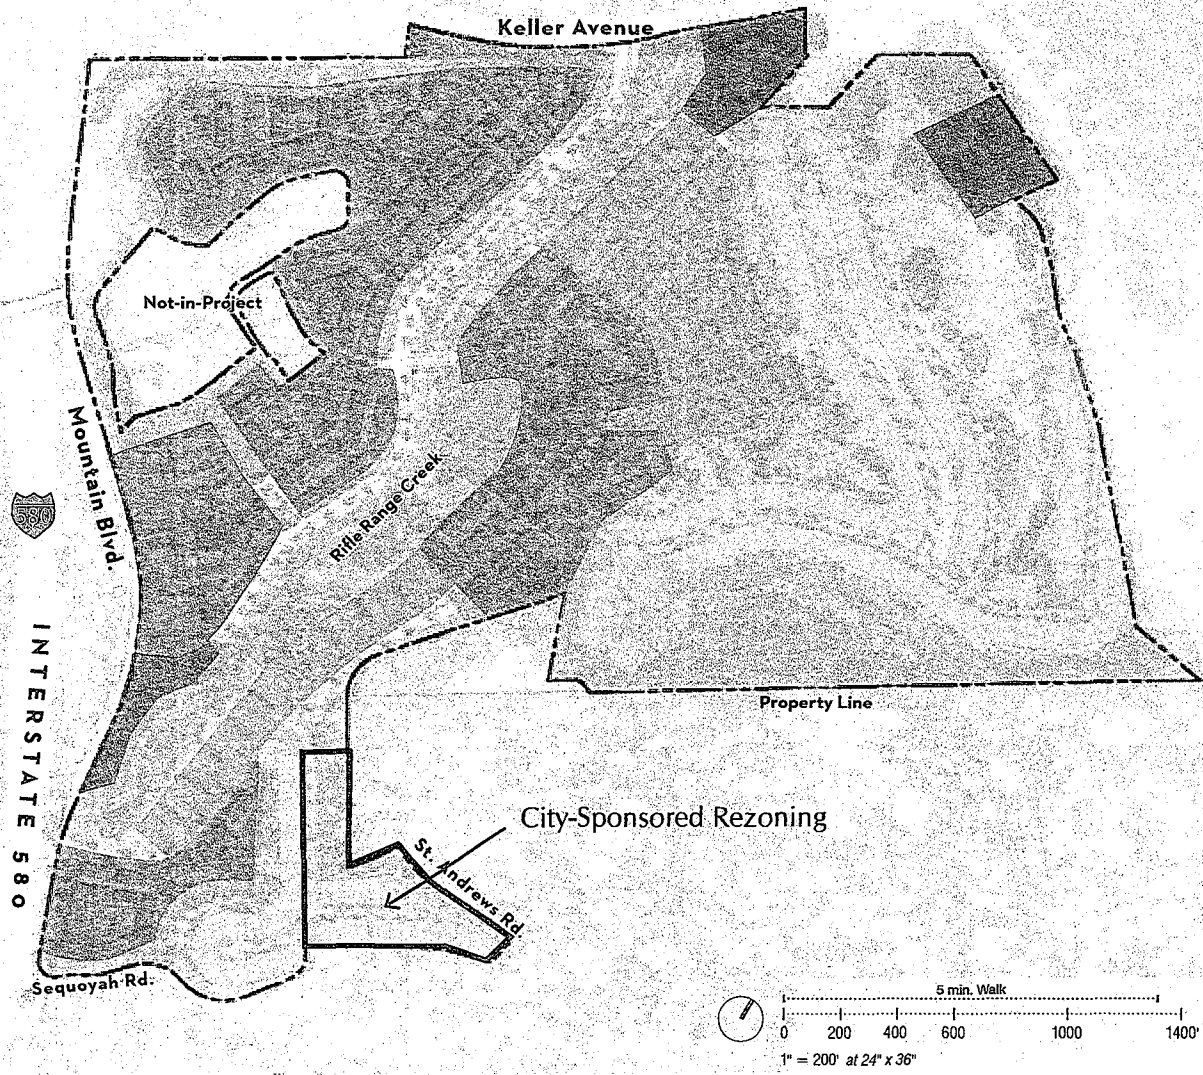 Keller Avenue
Not-in-Project
Mountain Blvd.
580
Rifle Range Creek
INTERSTATE 580
Property Line
City-Sponsored Rezoning
St. Andrews Rd.
Sequoyah Rd.
5 min. Walk
0 200 400 600 1000 1400'
1" = 200' at 24" x 36"